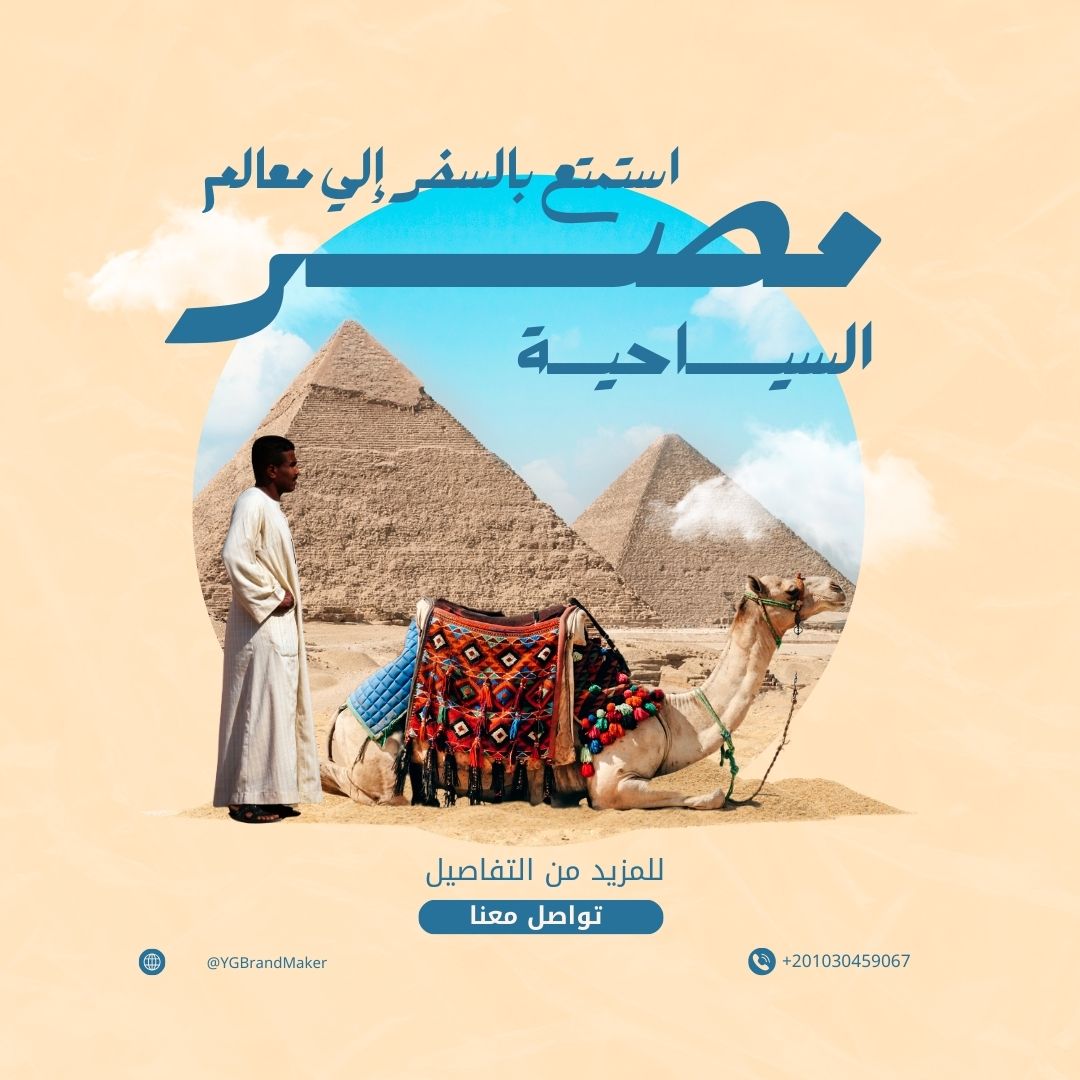 استمتع بالسفر إلي معالم
مصر
السياحية
للمزيد من التفاصيل
تواصل معنا
@YGBrandMaker
+201030459067